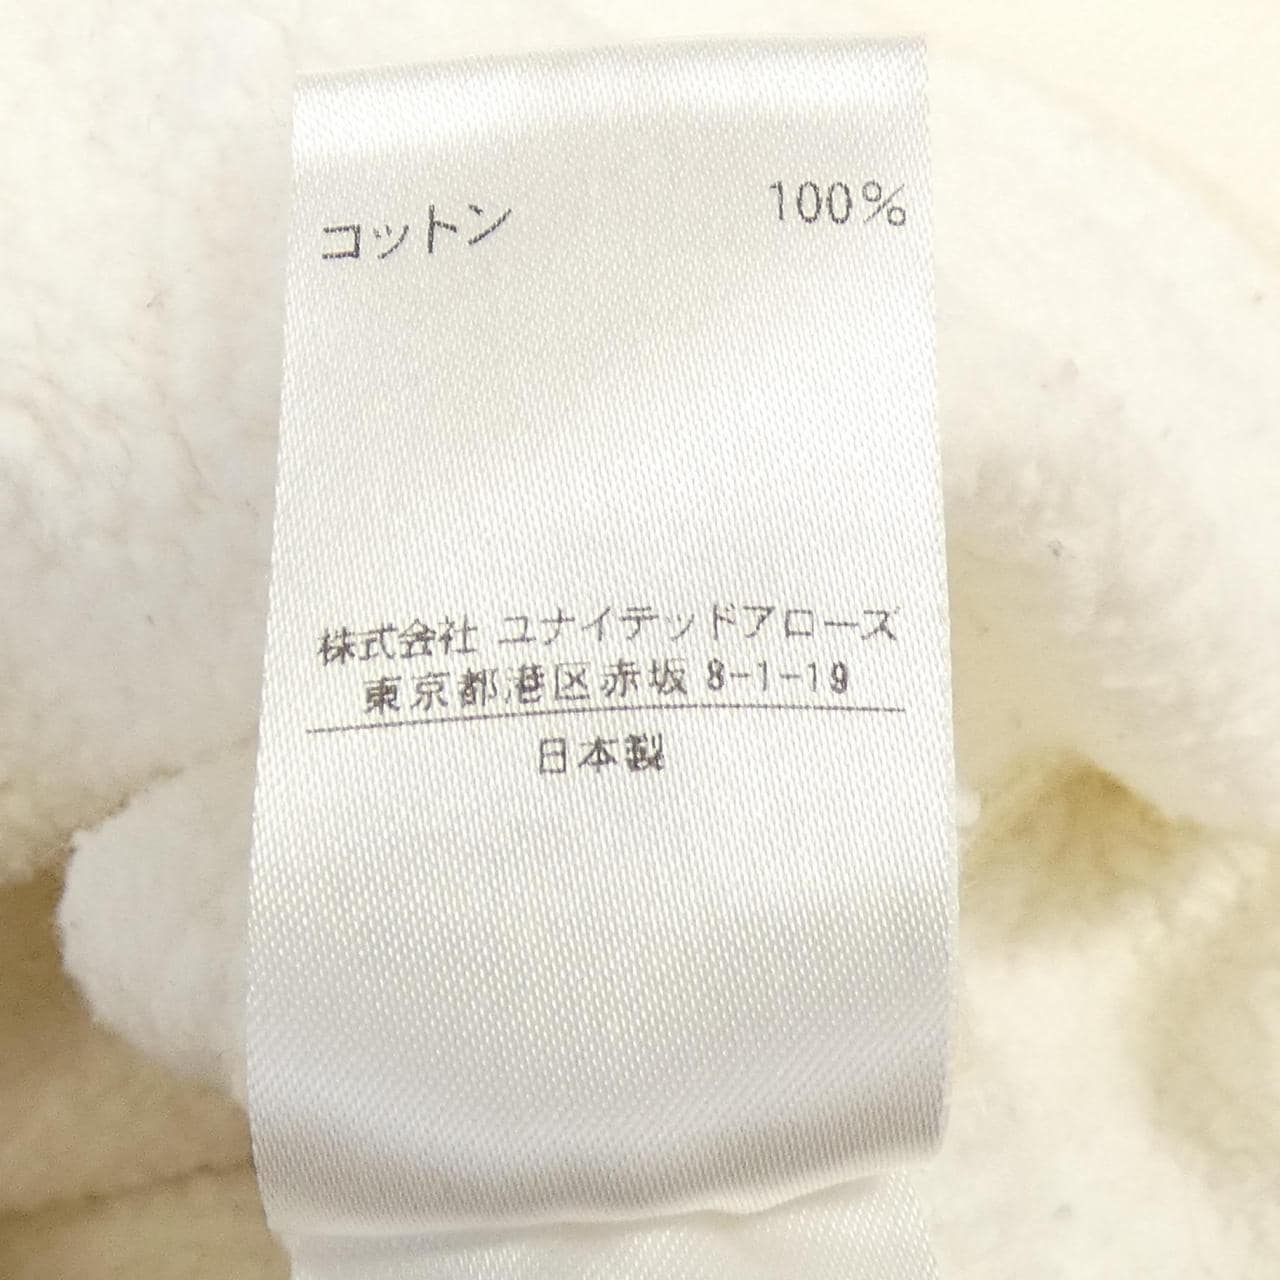 コットン 100%
株式会社 ユナイテッドアローズ
東京都港区赤坂 8-1-19
日本製